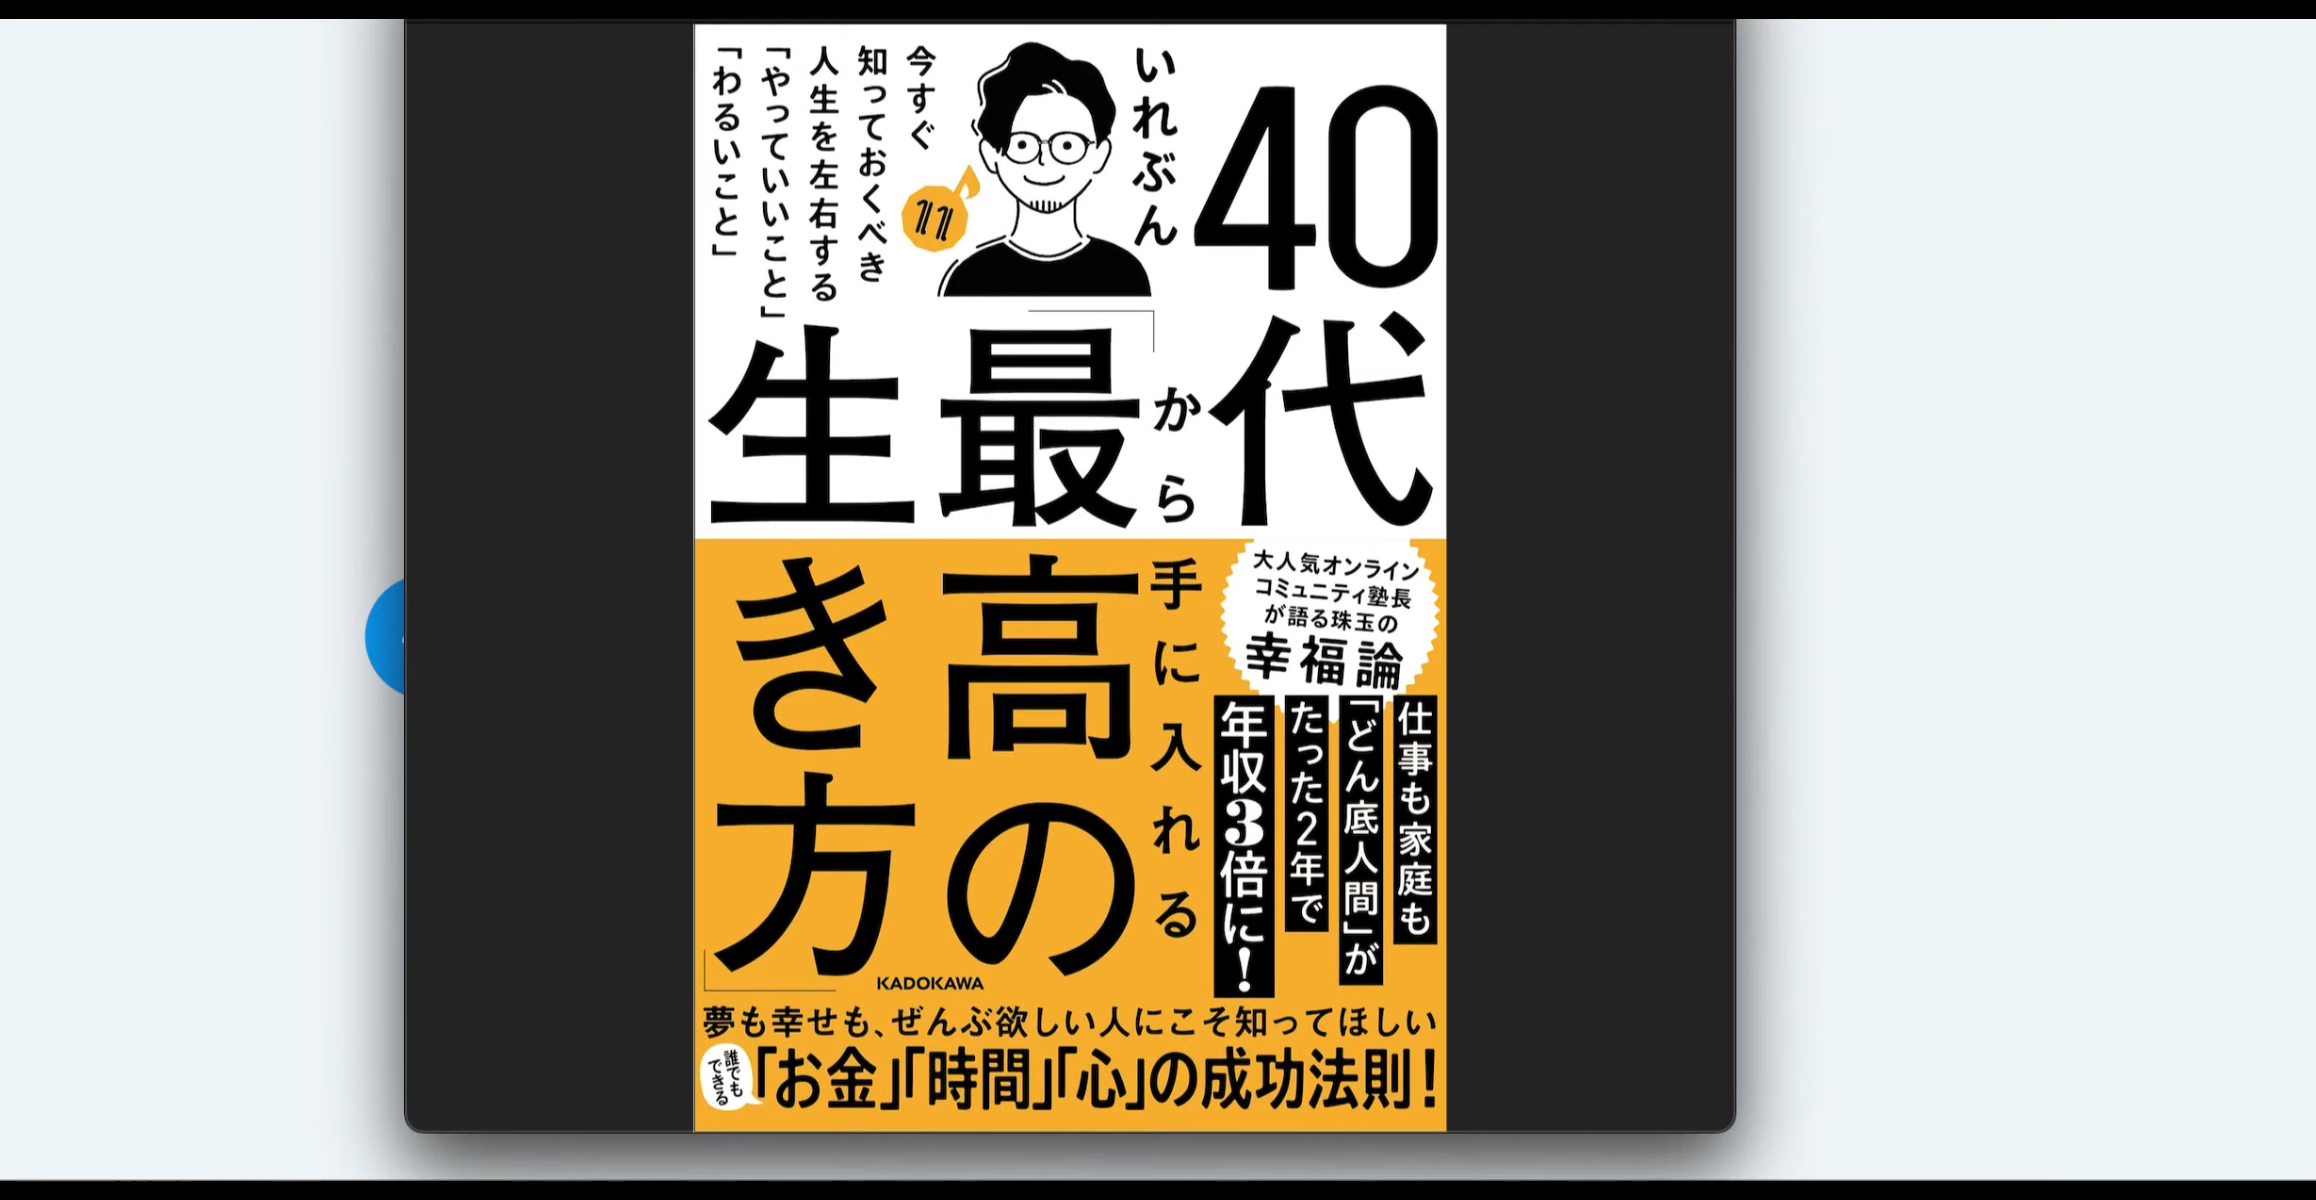 40代
から
手に入れる
「最高の
生き方」
いれぶん
今すぐ
知っておくべき
人生を左右する
「やっていいこと」
「わるいこと」
大人気オンライン
コミュニティ塾長
が語る珠玉の
幸福論
仕事も家庭も
「どん底人間」が
たった2年で
年収3倍に!
KADOKAWA
夢も幸せも、ぜんぶ欲しい人にこそ知ってほしい
誰でも
できる
「お金」「時間」「心」の成功法則!